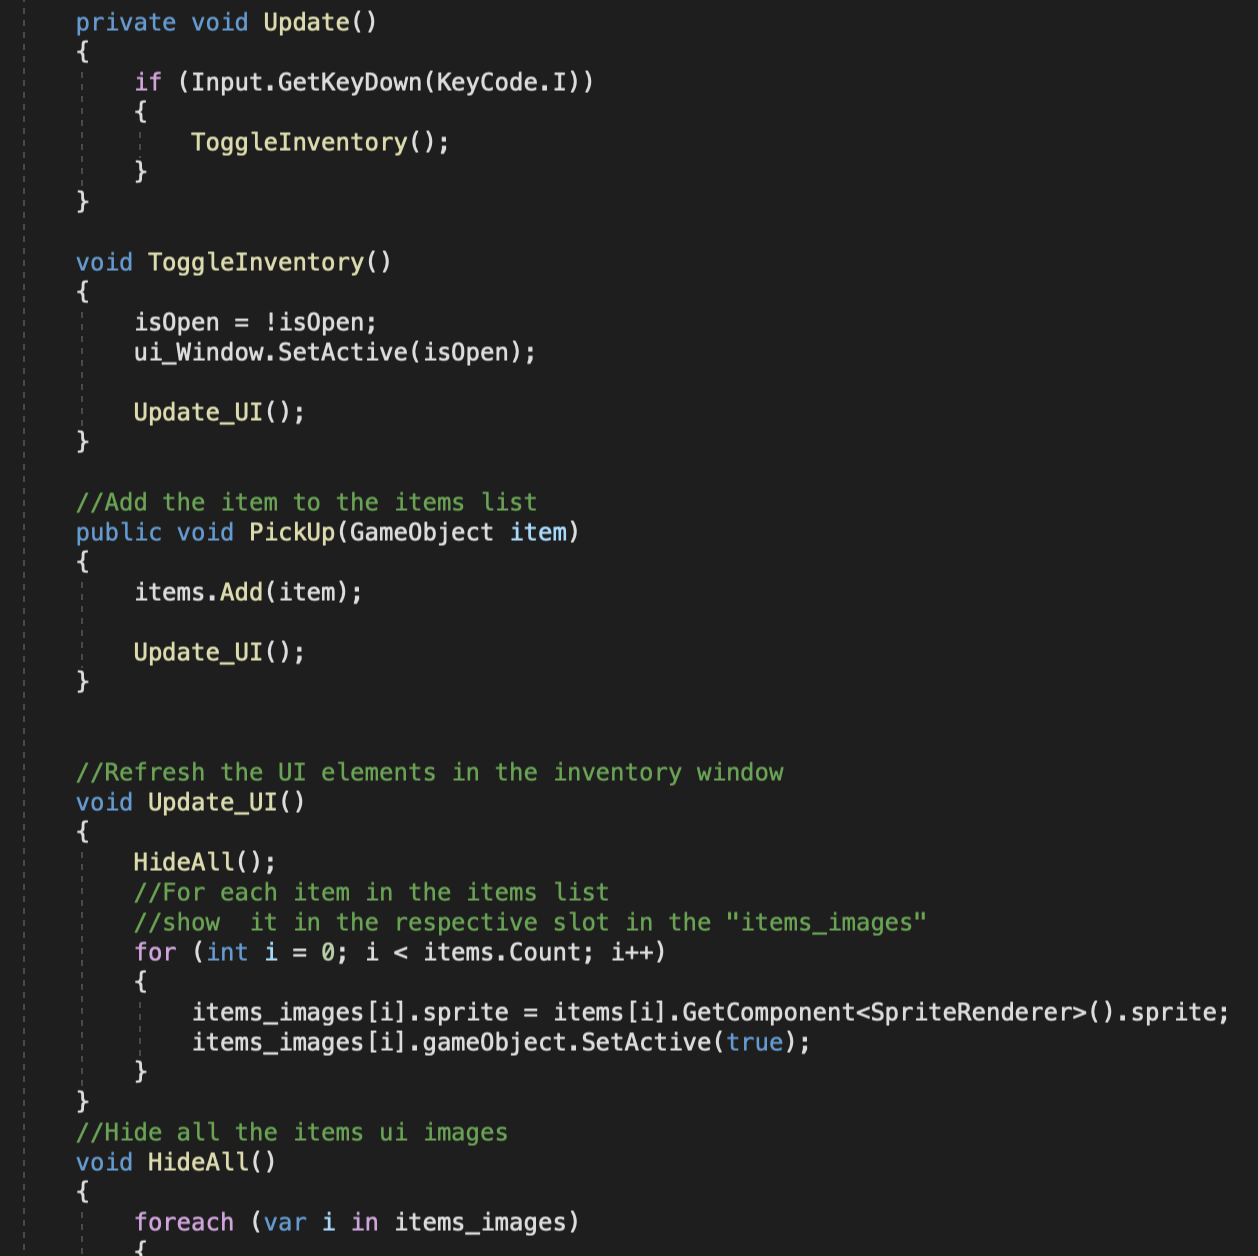 private void Update()
{
if (Input.GetKeyDown(KeyCode.I))
{
ToggleInventory();
}
}
void ToggleInventory()
{
isOpen = !isOpen;
ui_Window.SetActive(isOpen);
Update_UI();
}
//Add the item to the items list
public void PickUp(GameObject item)
{
items.Add(item);
Update_UI();
}
//Refresh the UI elements in the inventory window
void Update_UI()
{
HideAll();
//For each item in the items list
//show  it in the respective slot in the "items_images"
for (int i = 0; i < items.Count; i++)
{
items_images[i].sprite = items[i].GetComponent<SpriteRenderer>().sprite;
items_images[i].gameObject.SetActive(true);
}
}
//Hide all the items ui images
void HideAll()
{
foreach (var i in items_images)
{